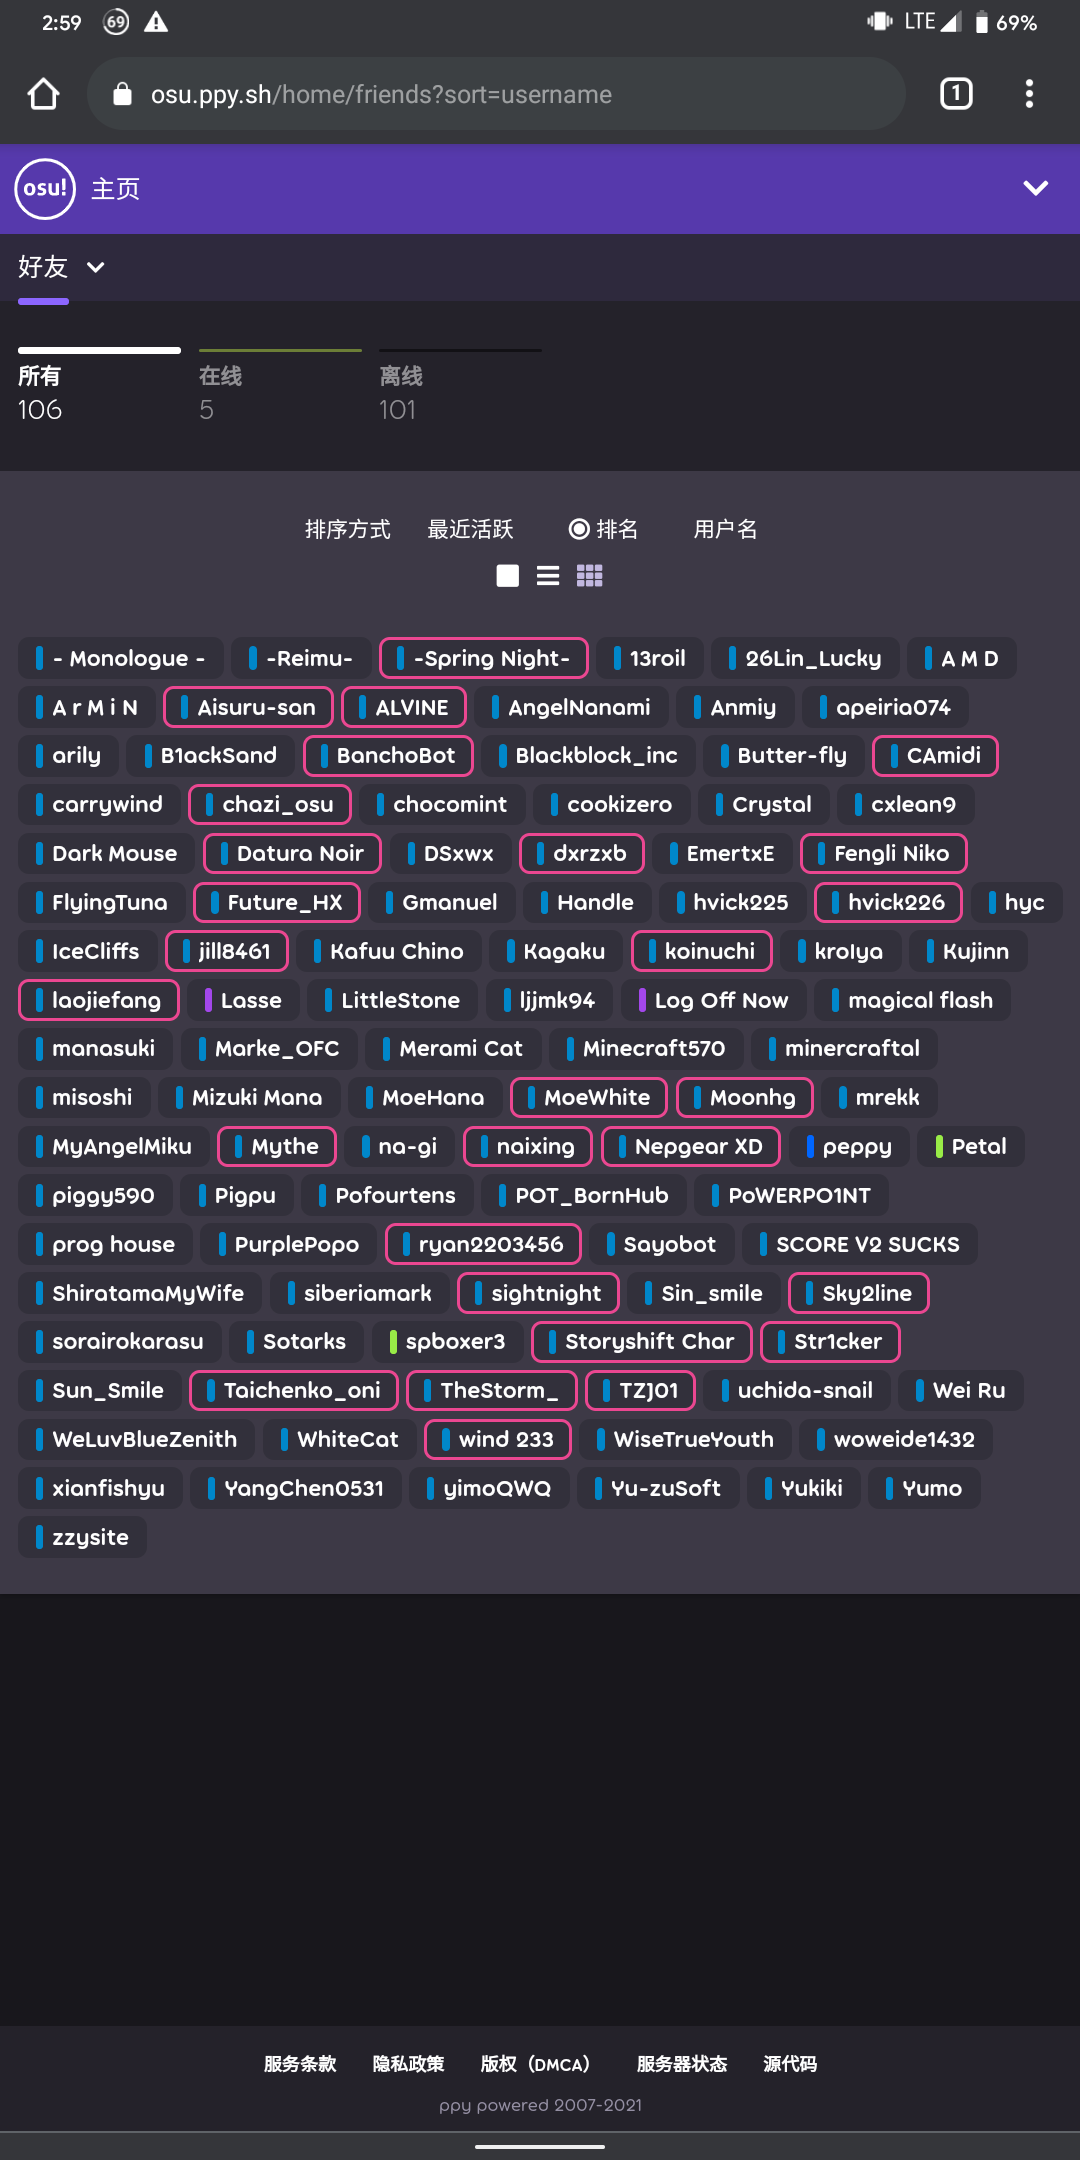 2:59 69 LTE 69%
osu.ppy.sh/home/friends?sort=username 1
osu! 主页
好友
所有 在线 离线
106 5 101
排序方式 最近活跃 排名 用户名
- Monologue - -Reimu- -Spring Night- 13roil 26Lin_Lucky A M D
A r M i N Aisuru-san ALVINE AngelNanami Anmiy apeiria074
arily B1ackSand BanchoBot Blackblock_inc Butter-fly CAmidi
carrywind chazi_osu chocomint cookizero Crystal cxlean9
Dark Mouse Datura Noir DSxwx dxrzxb EmertxE Fengli Niko
FlyingTuna Future_HX Gmanuel Handle hvick225 hvick226 hyc
IceCliffs jill8461 Kafuu Chino Kagaku koinuchi kroIya Kujinn
laojiefang Lasse LittleStone ljjmk94 Log Off Now magical flash
manasuki Marke_OFC Merami Cat Minecraft570 minercraftal
misoshi Mizuki Mana MoeHana MoeWhite Moonhg mrekk
MyAngelMiku Mythe na-gi naixing Nepgear XD peppy Petal
piggy590 Pigpu Pofourtens POT_BornHub PoWERPO1NT
prog house PurplePopo ryan2203456 Sayobot SCORE V2 SUCKS
ShiratamaMyWife siberiamark sightnight Sin_smile Sky2line
sorairokarasu Sotarks spboxer3 Storyshift Char Str1cker
Sun_Smile Taichenko_oni TheStorm_ TZJ01 uchida-snail Wei Ru
WeLuvBlueZenith WhiteCat wind 233 WiseTrueYouth woweide1432
xianfishyu YangChen0531 yimoQWQ Yu-zuSoft Yukiki Yumo
zzysite
服务条款 隐私政策 版权（DMCA） 服务器状态 源代码
ppy powered 2007-2021